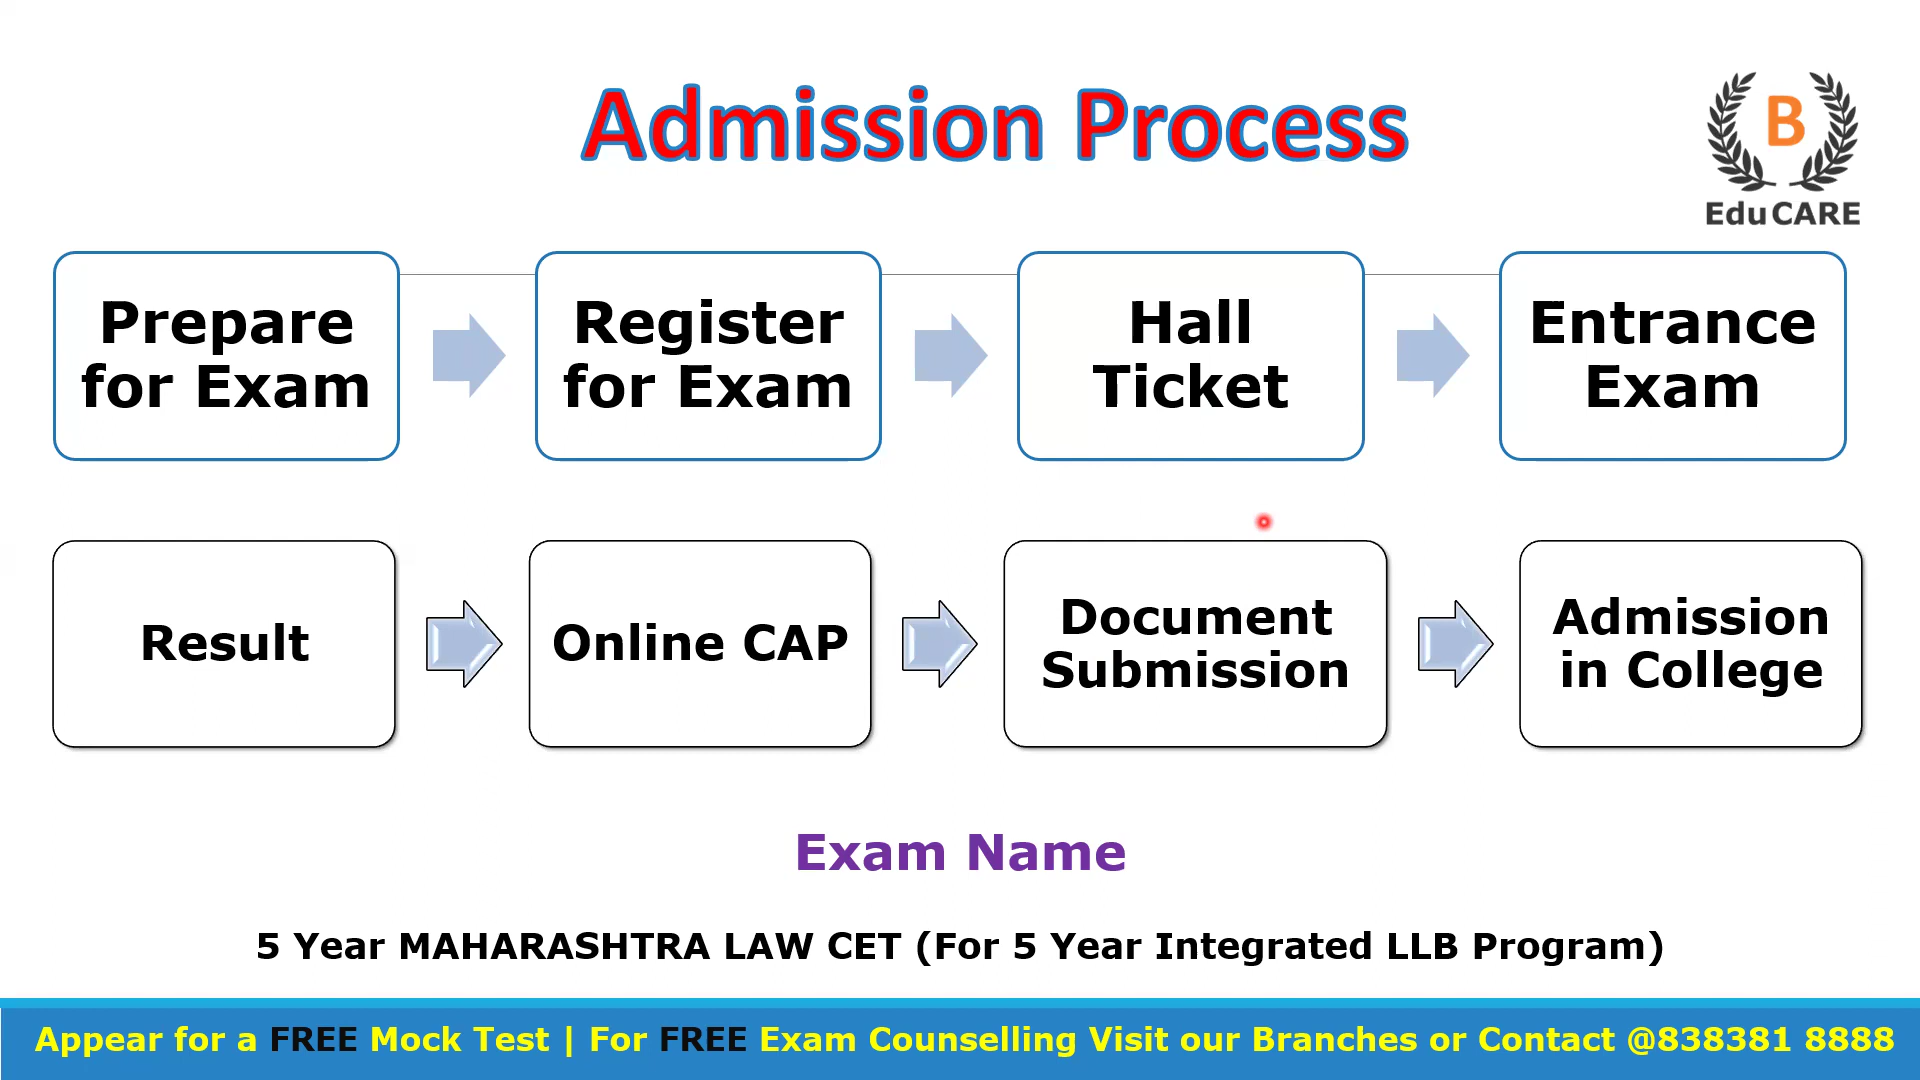 Admission Process
B
EduCARE
Prepare
for Exam
Register
for Exam
Hall
Ticket
Entrance
Exam
Result
Online CAP
Document
Submission
Admission
in College
Exam Name
5 Year MAHARASHTRA LAW CET (For 5 Year Integrated LLB Program)
Appear for a FREE Mock Test | For FREE Exam Counselling Visit our Branches or Contact @838381 8888